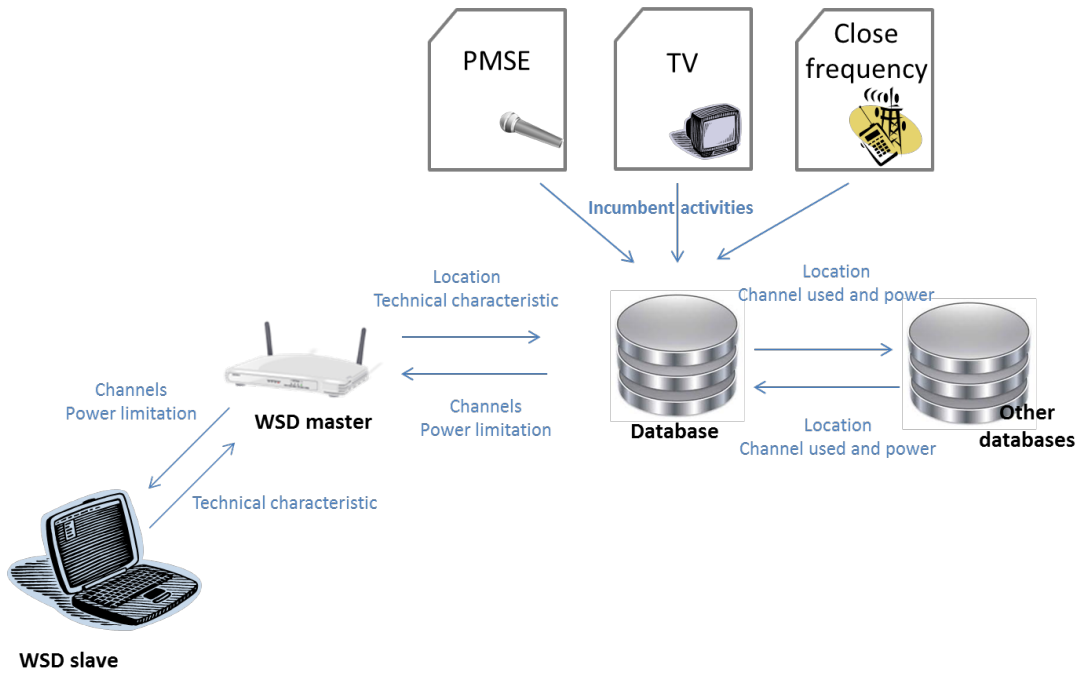 PMSE
TV
Close
frequency
Incumbent activities
Location
Technical characteristic
Location
Channel used and power
Channels
Power limitation
WSD master
Channels
Power limitation
Database
Other
databases
Location
Channel used and power
Technical characteristic
WSD slave